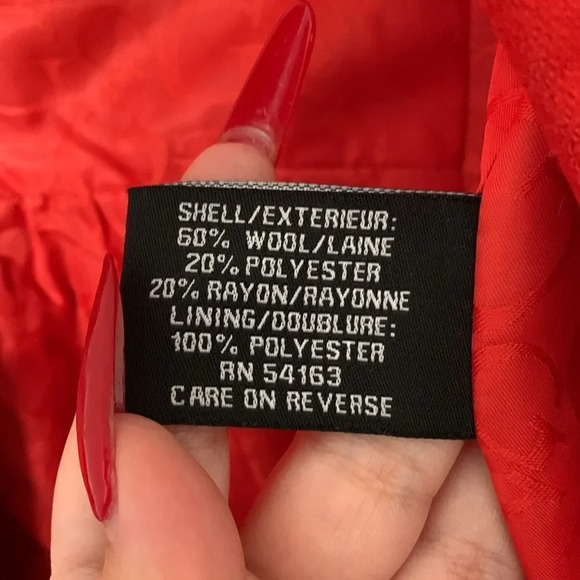 SHELL/EXTERIEUR:
60% WOOL/LAINE
20% POLYESTER
20% RAYON/RAYONNE
LINING/DOUBLURE:
100% POLYESTER
RN 54163
CARE ON REVERSE